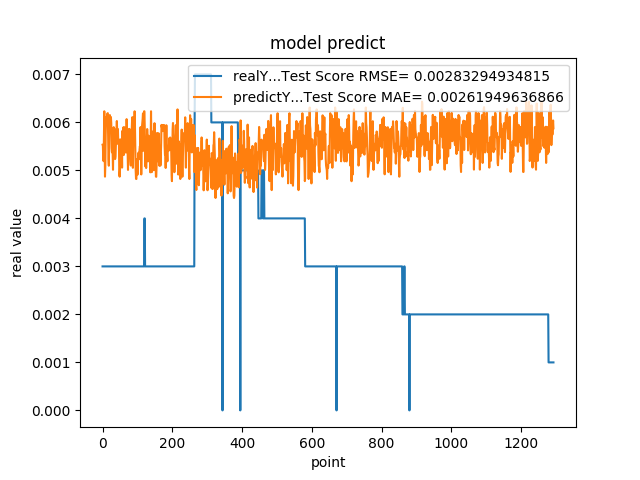 model predict
realY...Test Score RMSE= 0.00283294934815
predictY...Test Score MAE= 0.00261949636866
0.007
0.006
0.005
0.004
0.003
0.002
0.001
0.000
real value
0 200 400 600 800 1000 1200
point